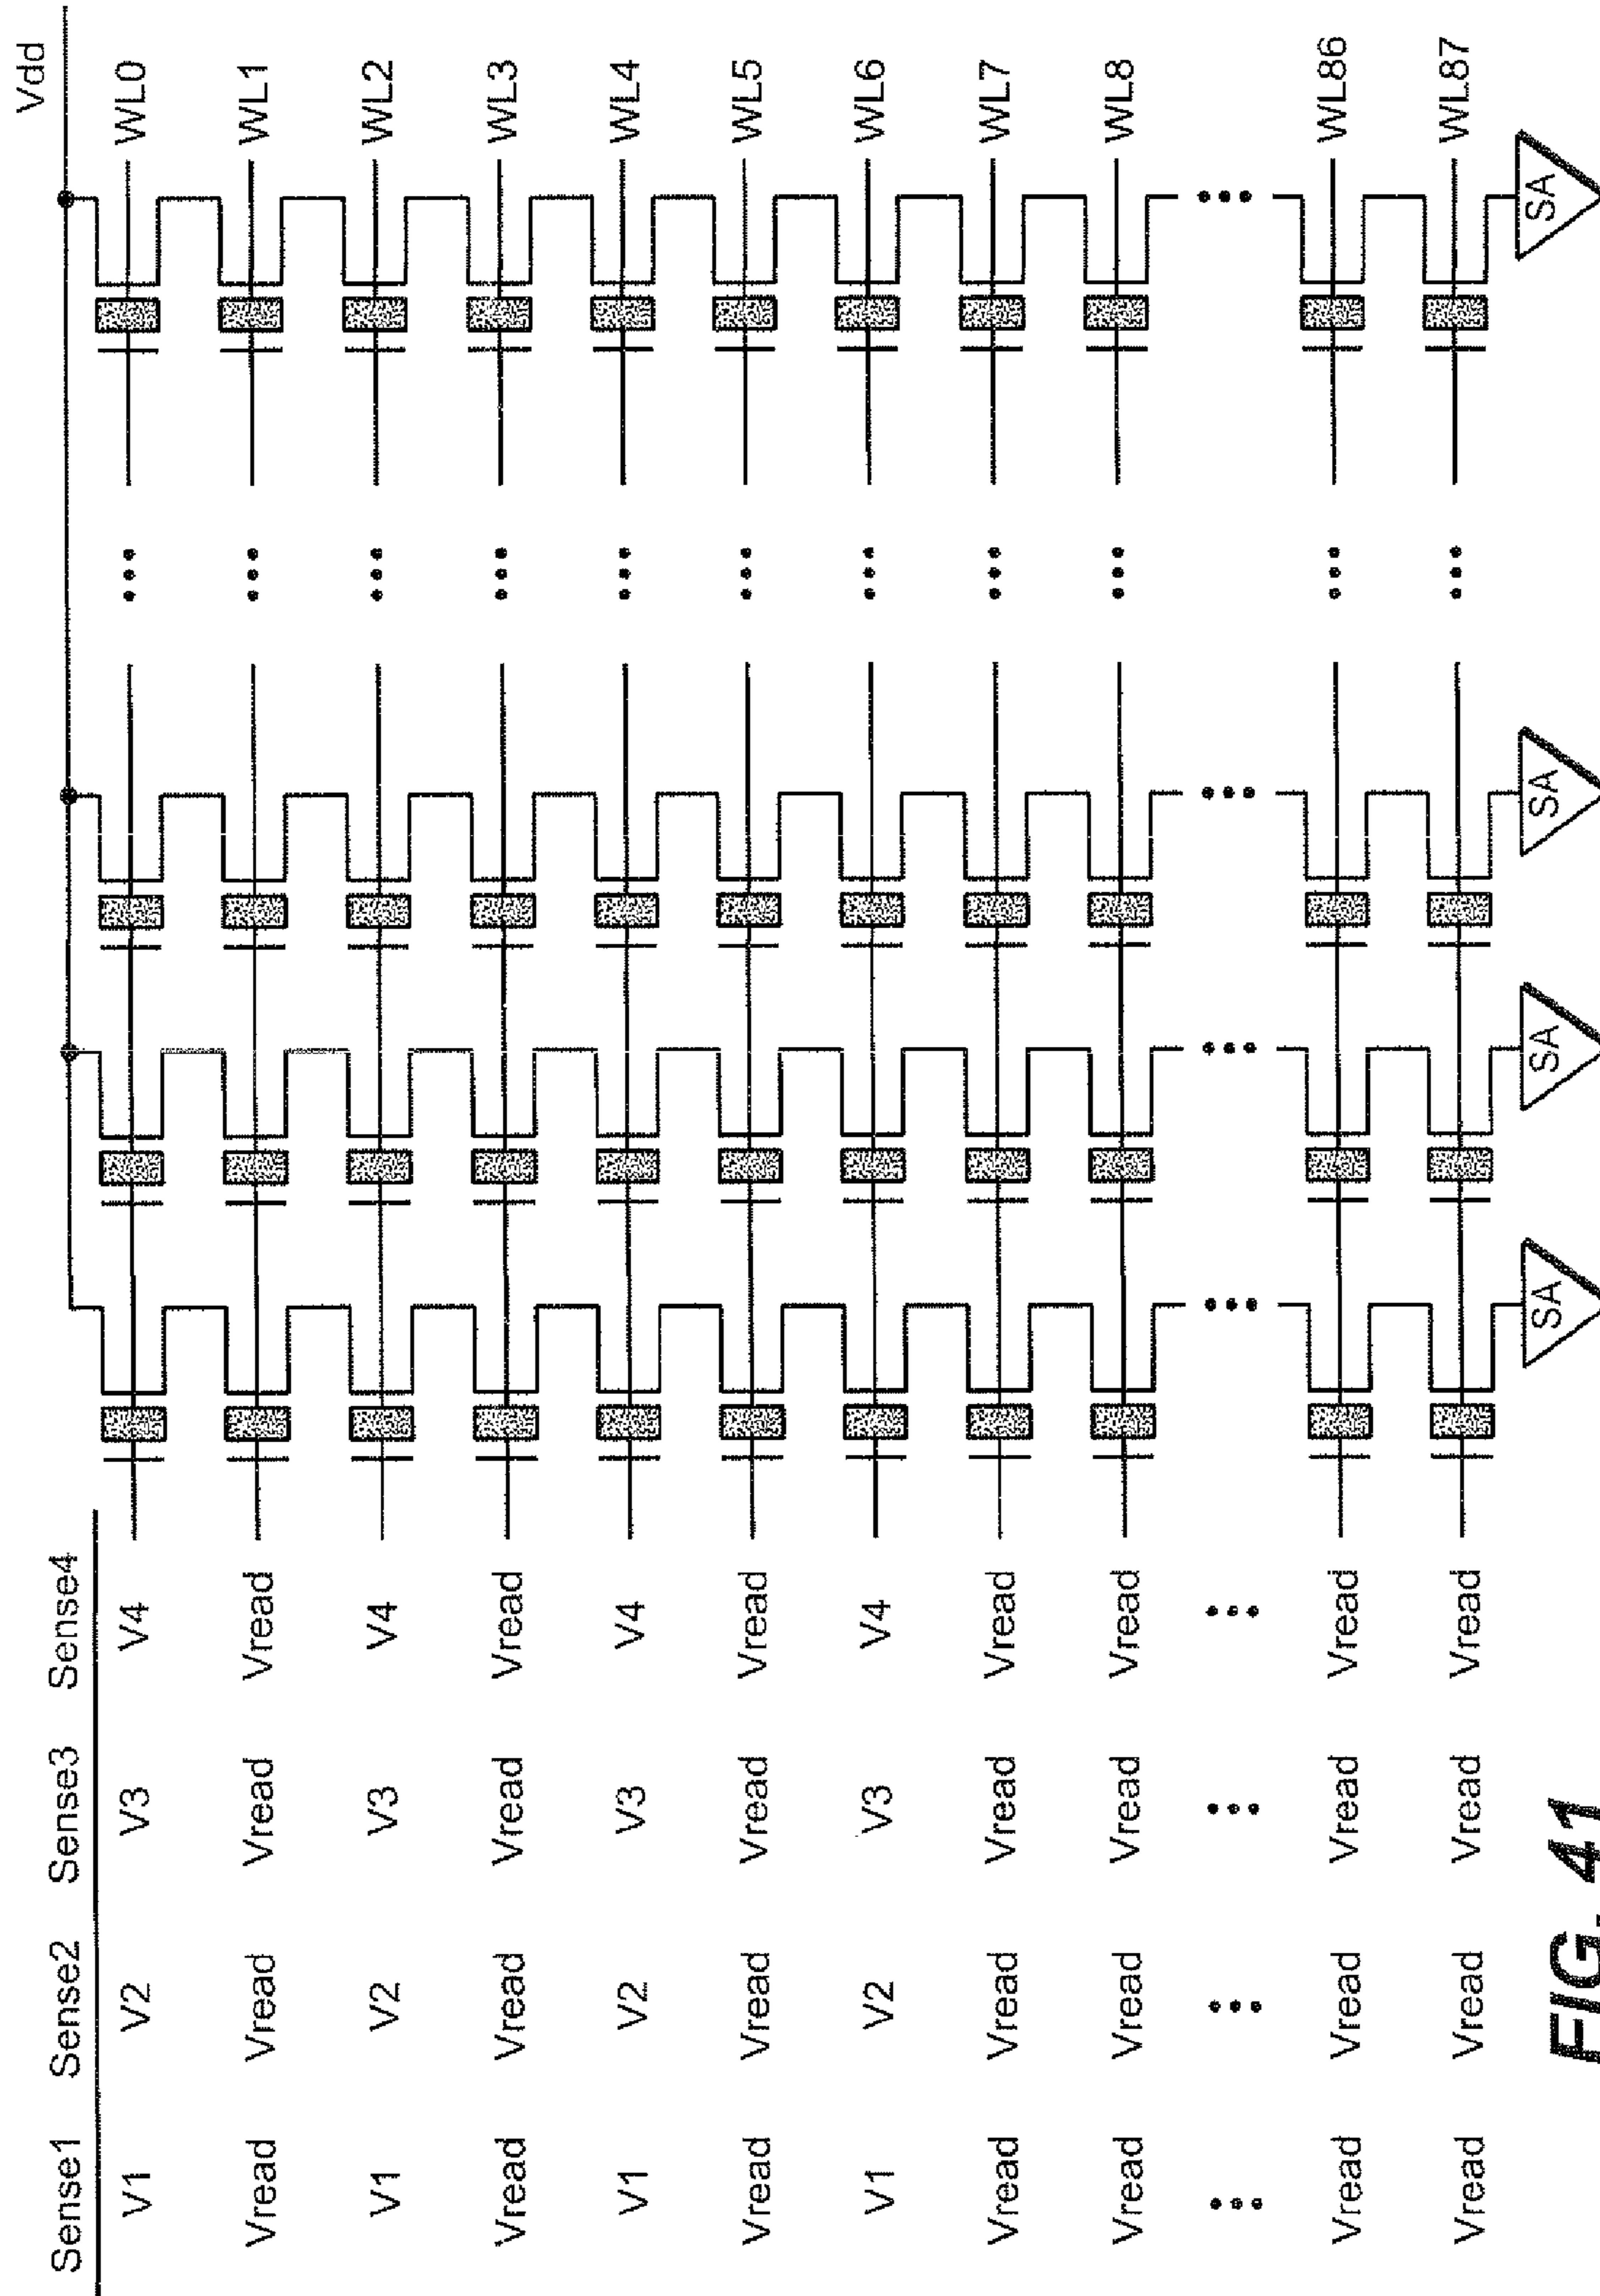 Vdd
Sense1 Sense2 Sense3 Sense4
V1 V2 V3 V4 WL0
Vread Vread Vread Vread WL1
V1 V2 V3 V4 WL2
Vread Vread Vread Vread WL3
V1 V2 V3 V4 WL4
Vread Vread Vread Vread WL5
V1 V2 V3 V4 WL6
Vread Vread Vread Vread WL7
Vread Vread Vread Vread WL8
Vread Vread Vread Vread WL86
Vread Vread Vread Vread WL87
SA SA SA SA
FIG. 41